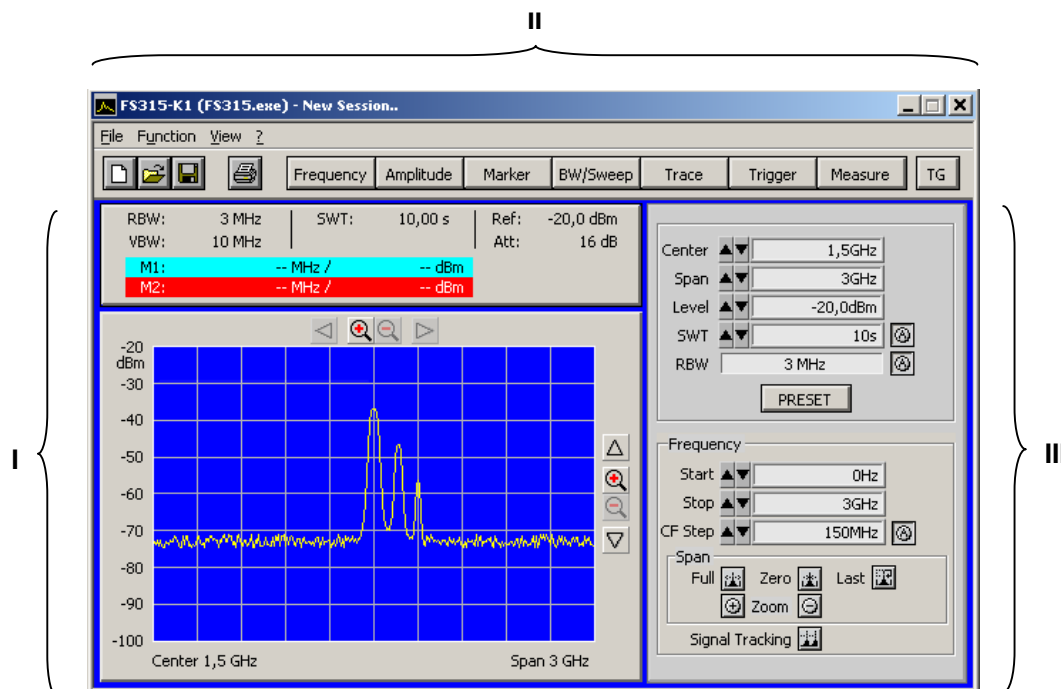 II
FS315-K1 (FS315.exe) - New Session..
File Function View ?
Frequency Amplitude Marker BW/Sweep Trace Trigger Measure TG
RBW: 3 MHz SWT: 10,00 s Ref: -20,0 dBm
VBW: 10 MHz Att: 16 dB
M1: -- MHz / -- dBm
M2: -- MHz / -- dBm
-20
dBm
-30
-40
-50
-60
-70
-80
-90
-100
Center 1,5 GHz Span 3 GHz
Center 1,5GHz
Span 3GHz
Level -20,0dBm
SWT 10s A
RBW 3 MHz A
PRESET
Frequency
Start 0Hz
Stop 3GHz
CF Step 150MHz A
Span
Full Zero Last
Zoom
Signal Tracking
I
III